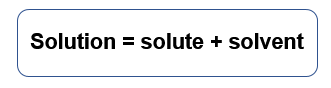 Solution = solute + solvent